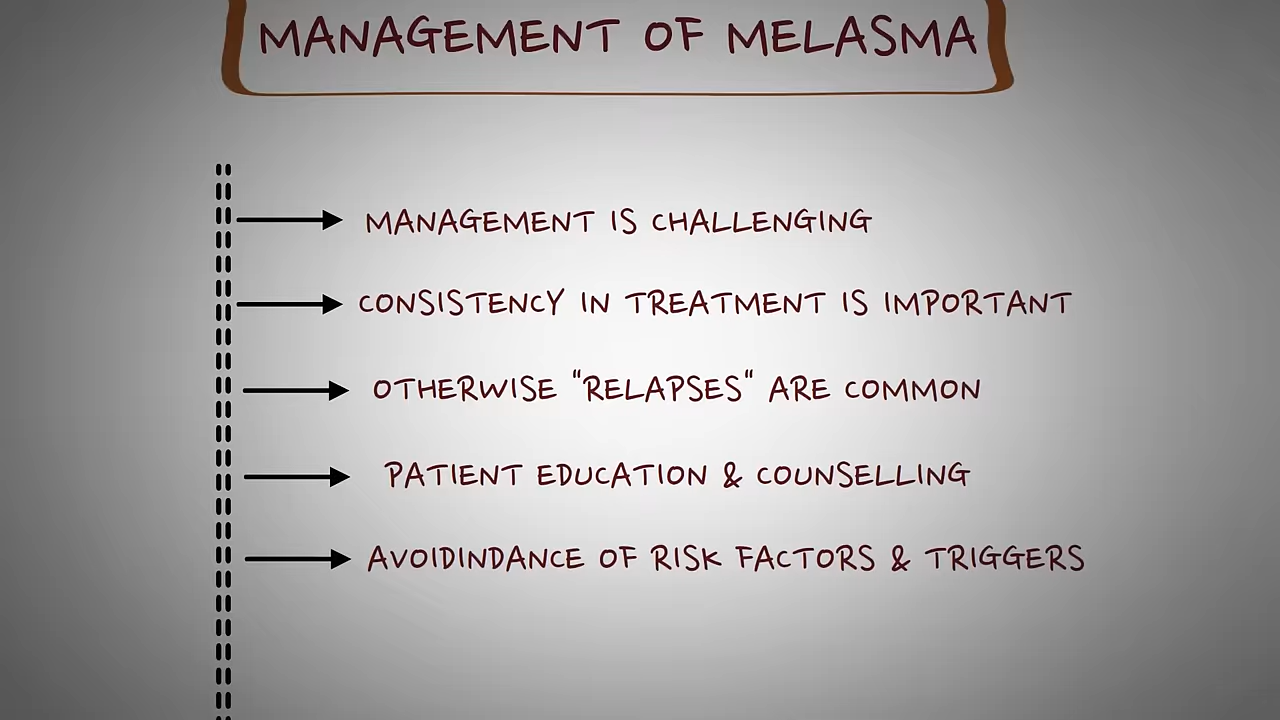 MANAGEMENT OF MELASMA
MANAGEMENT IS CHALLENGING
CONSISTENCY IN TREATMENT IS IMPORTANT
OTHERWISE "RELAPSES" ARE COMMON
PATIENT EDUCATION & COUNSELLING
AVOIDINDANCE OF RISK FACTORS & TRIGGERS